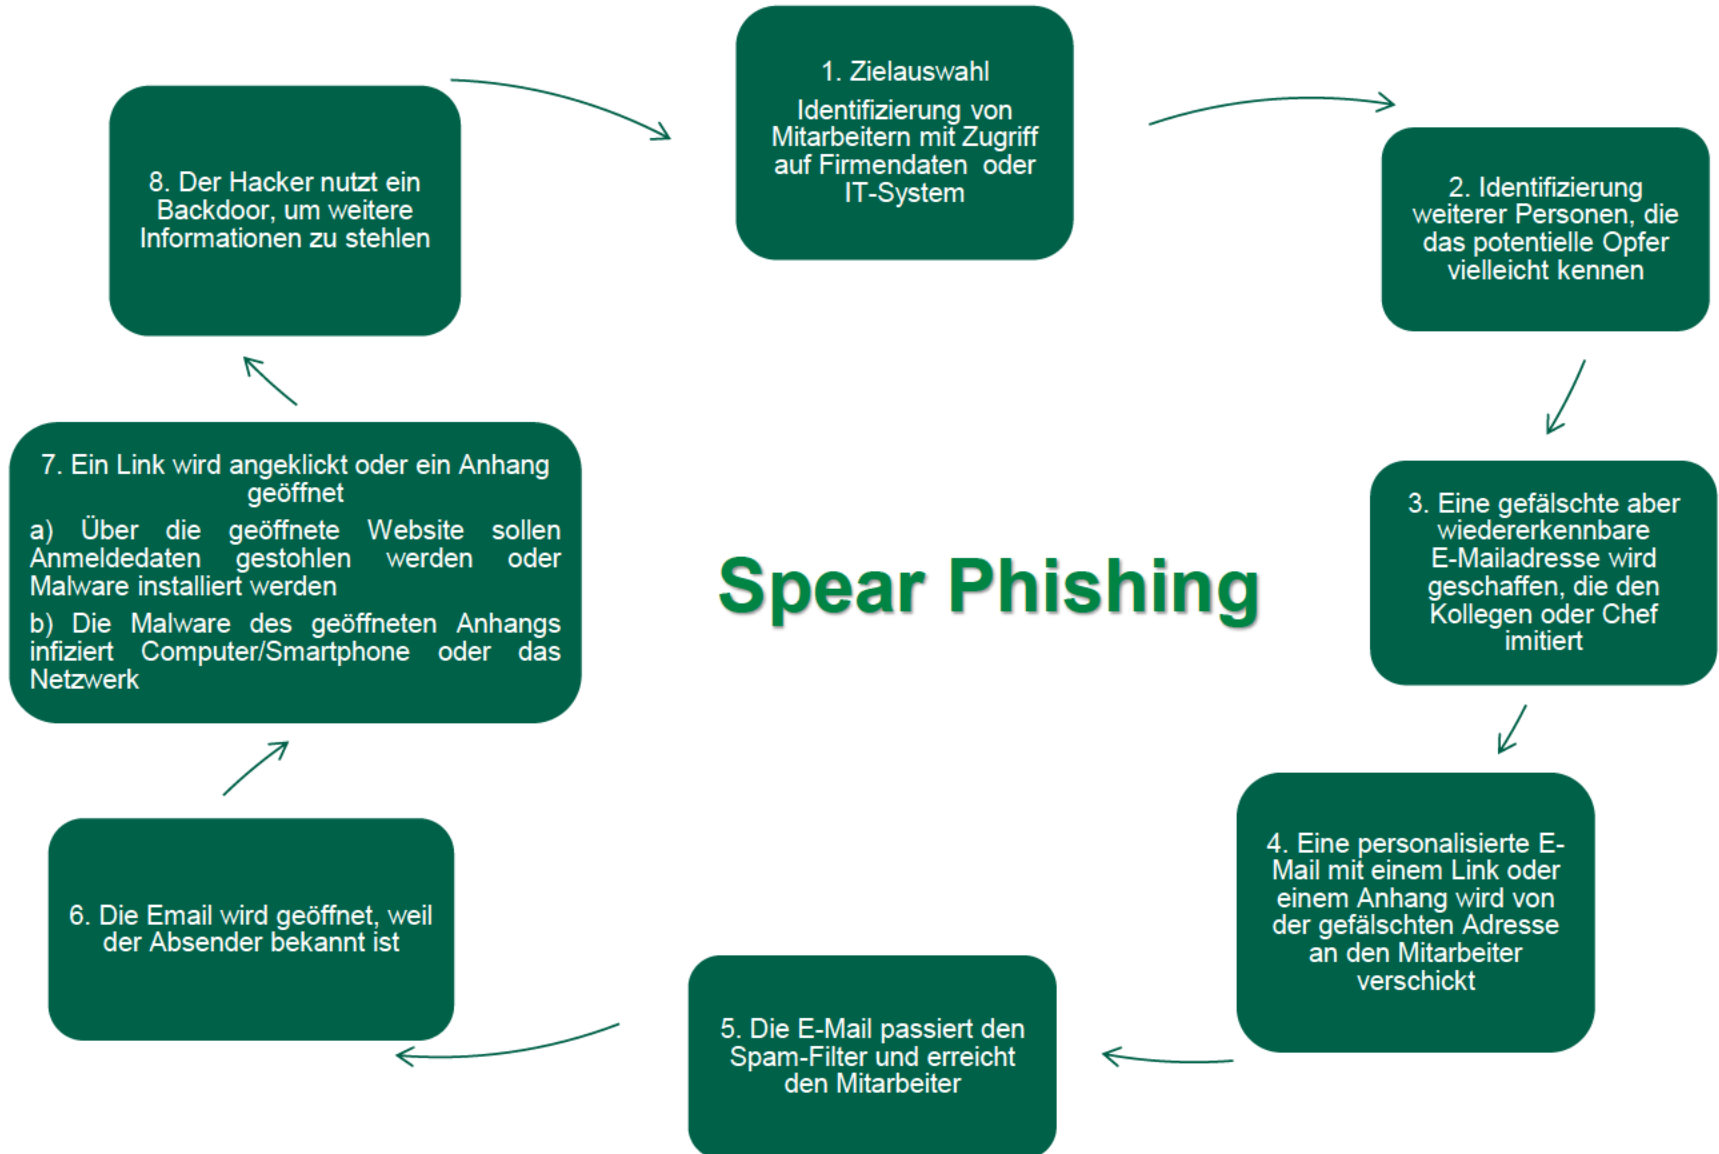 1. Zielauswahl
Identifizierung von
Mitarbeitern mit Zugriff
auf Firmendaten oder
IT-System
2. Identifizierung
weiterer Personen, die
das potentielle Opfer
vielleicht kennen
3. Eine gefälschte aber
wiedererkennbare
E-Mailadresse wird
geschaffen, die den
Kollegen oder Chef
imitiert
4. Eine personalisierte E-
Mail mit einem Link oder
einem Anhang wird von
der gefälschten Adresse
an den Mitarbeiter
verschickt
5. Die E-Mail passiert den
Spam-Filter und erreicht
den Mitarbeiter
6. Die Email wird geöffnet, weil
der Absender bekannt ist
7. Ein Link wird angeklickt oder ein Anhang
geöffnet
a) Über die geöffnete Website sollen
Anmeldedaten gestohlen werden oder
Malware installiert werden
b) Die Malware des geöffneten Anhangs
infiziert Computer/Smartphone oder das
Netzwerk
8. Der Hacker nutzt ein
Backdoor, um weitere
Informationen zu stehlen
Spear Phishing